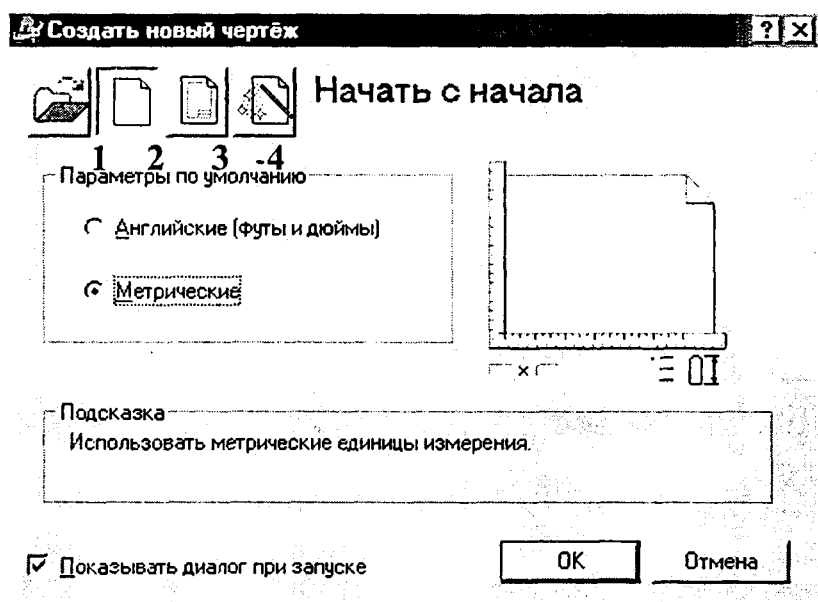 Создать новый чертёж
Начать с начала
1 2 3 -4
Параметры по умолчанию
Английские (футы и дюймы)
Метрические
Подсказка
Использовать метрические единицы измерения.
Показывать диалог при запуске
OK Отмена